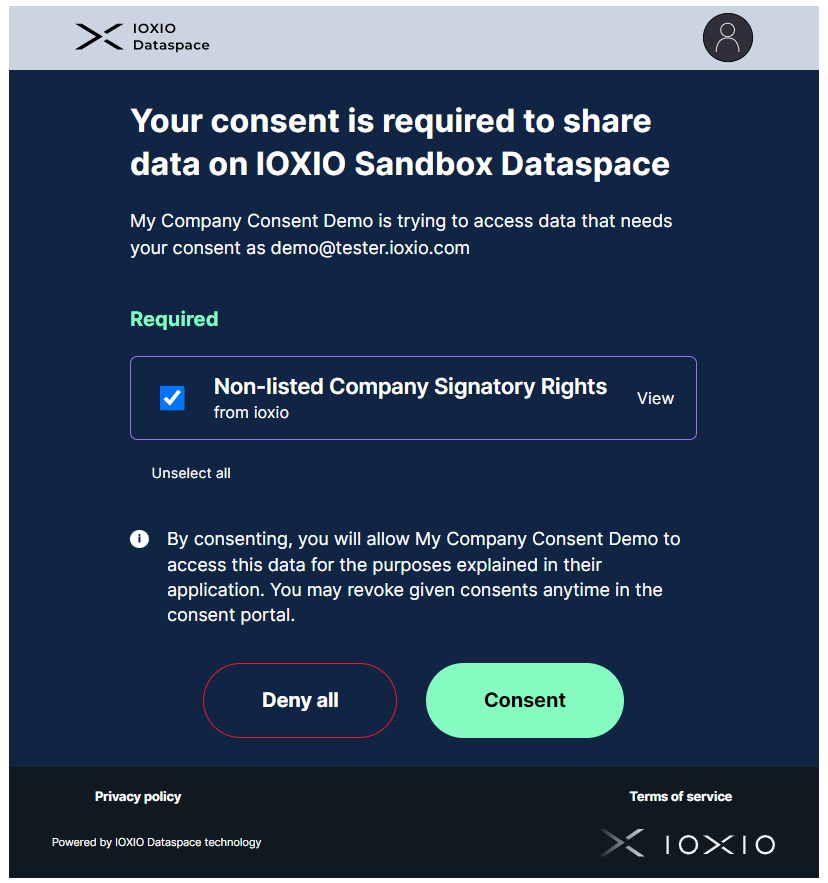 IOXIO
Dataspace
Your consent is required to share
data on IOXIO Sandbox Dataspace
My Company Consent Demo is trying to access data that needs
your consent as demo@tester.ioxio.com
Required
Non-listed Company Signatory Rights
from ioxio
View
Unselect all
By consenting, you will allow My Company Consent Demo to
access this data for the purposes explained in their
application. You may revoke given consents anytime in the
consent portal.
Deny all
Consent
Privacy policy
Terms of service
Powered by IOXIO Dataspace technology
IOXIO